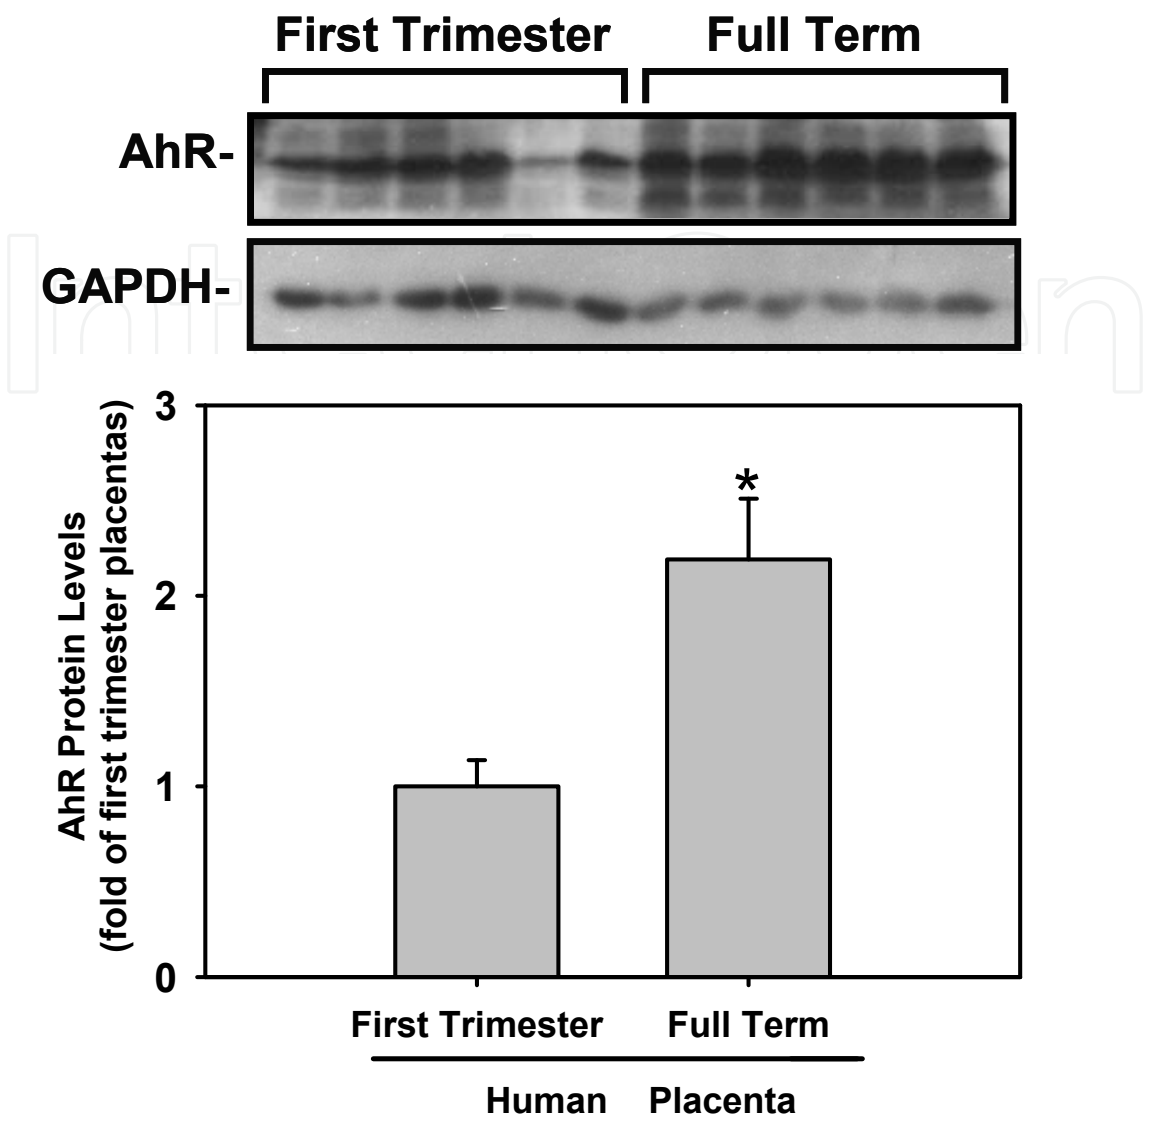 First Trimester Full Term
AhR-
GAPDH-
3
2
1
0
AhR Protein Levels
(fold of first trimester placentas)
*
First Trimester Full Term
Human Placenta